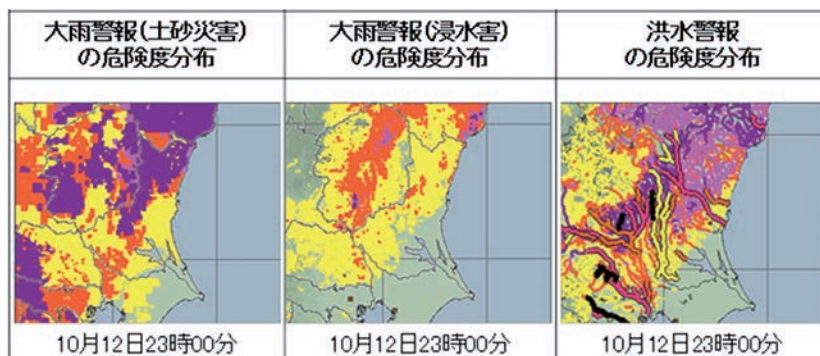 大雨警報(土砂災害)
の危険度分布
大雨警報(浸水害)
の危険度分布
洪水警報
の危険度分布
10月12日23時00分
10月12日23時00分
10月12日23時00分